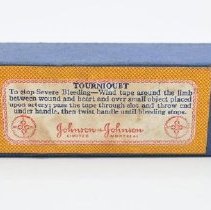 TOURNIQUET
To stop Severe Bleeding—Wind tape around the limb
between wound and heart and over small object placed
upon artery; pass the tape through slot and throw end
under handle, then twist handle until bleeding stops.
Johnson & Johnson
LIMITED MONTREAL